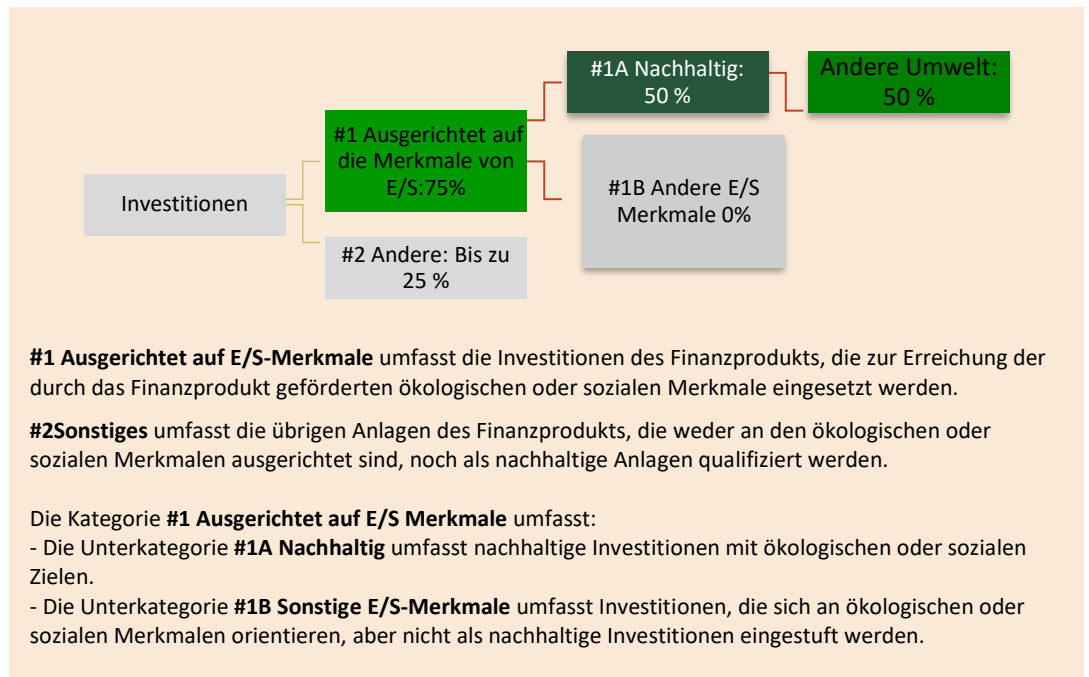 #1A Nachhaltig:
50 %
Andere Umwelt:
50 %
#1 Ausgerichtet auf
die Merkmale von
E/S:75%
Investitionen
#1B Andere E/S
Merkmale 0%
#2 Andere: Bis zu
25 %
#1 Ausgerichtet auf E/S-Merkmale umfasst die Investitionen des Finanzprodukts, die zur Erreichung der
durch das Finanzprodukt geförderten ökologischen oder sozialen Merkmale eingesetzt werden.
#2Sonstiges umfasst die übrigen Anlagen des Finanzprodukts, die weder an den ökologischen oder
sozialen Merkmalen ausgerichtet sind, noch als nachhaltige Anlagen qualifiziert werden.
Die Kategorie #1 Ausgerichtet auf E/S Merkmale umfasst:
- Die Unterkategorie #1A Nachhaltig umfasst nachhaltige Investitionen mit ökologischen oder sozialen
Zielen.
- Die Unterkategorie #1B Sonstige E/S-Merkmale umfasst Investitionen, die sich an ökologischen oder
sozialen Merkmalen orientieren, aber nicht als nachhaltige Investitionen eingestuft werden.